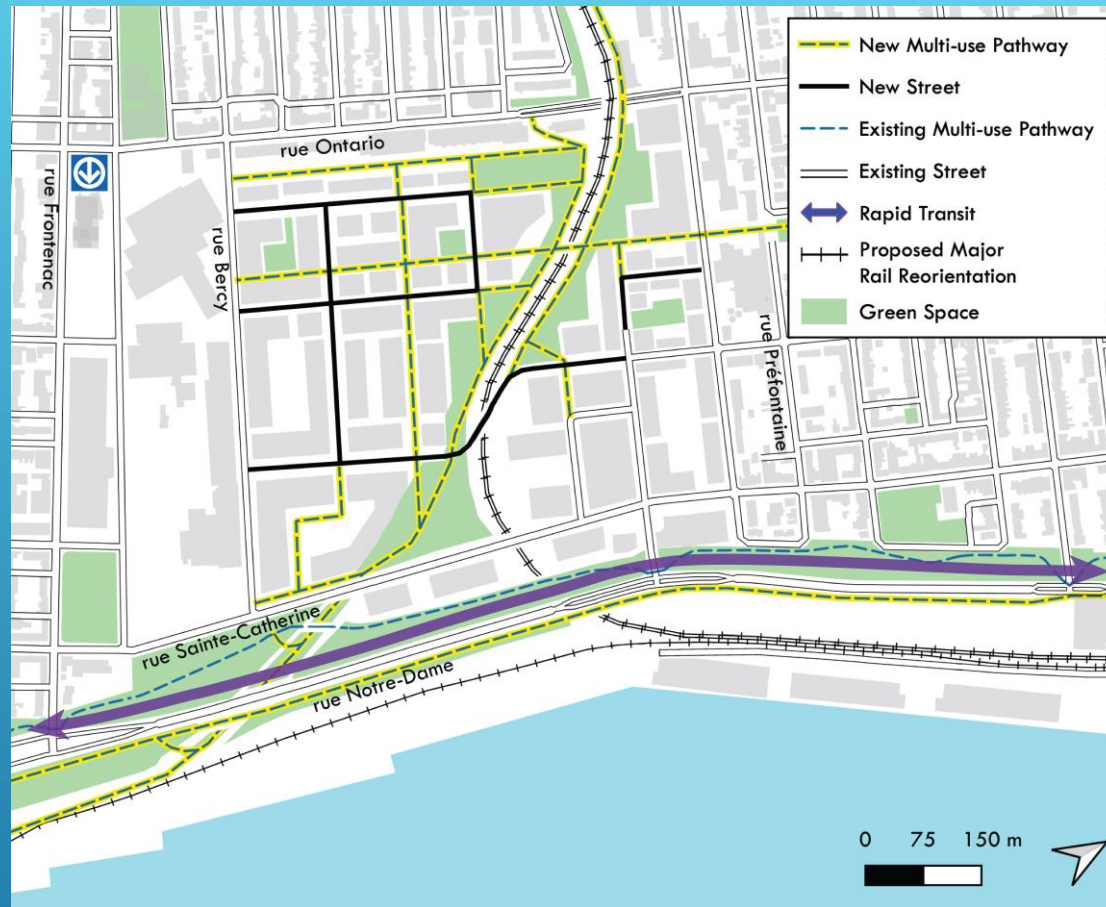 New Multi-use Pathway
New Street
Existing Multi-use Pathway
Existing Street
Rapid Transit
Proposed Major
Rail Reorientation
Green Space
rue Ontario
rue Frontenac
rue Bercy
rue Préfontaine
rue Sainte-Catherine
rue Notre-Dame
0 75 150 m